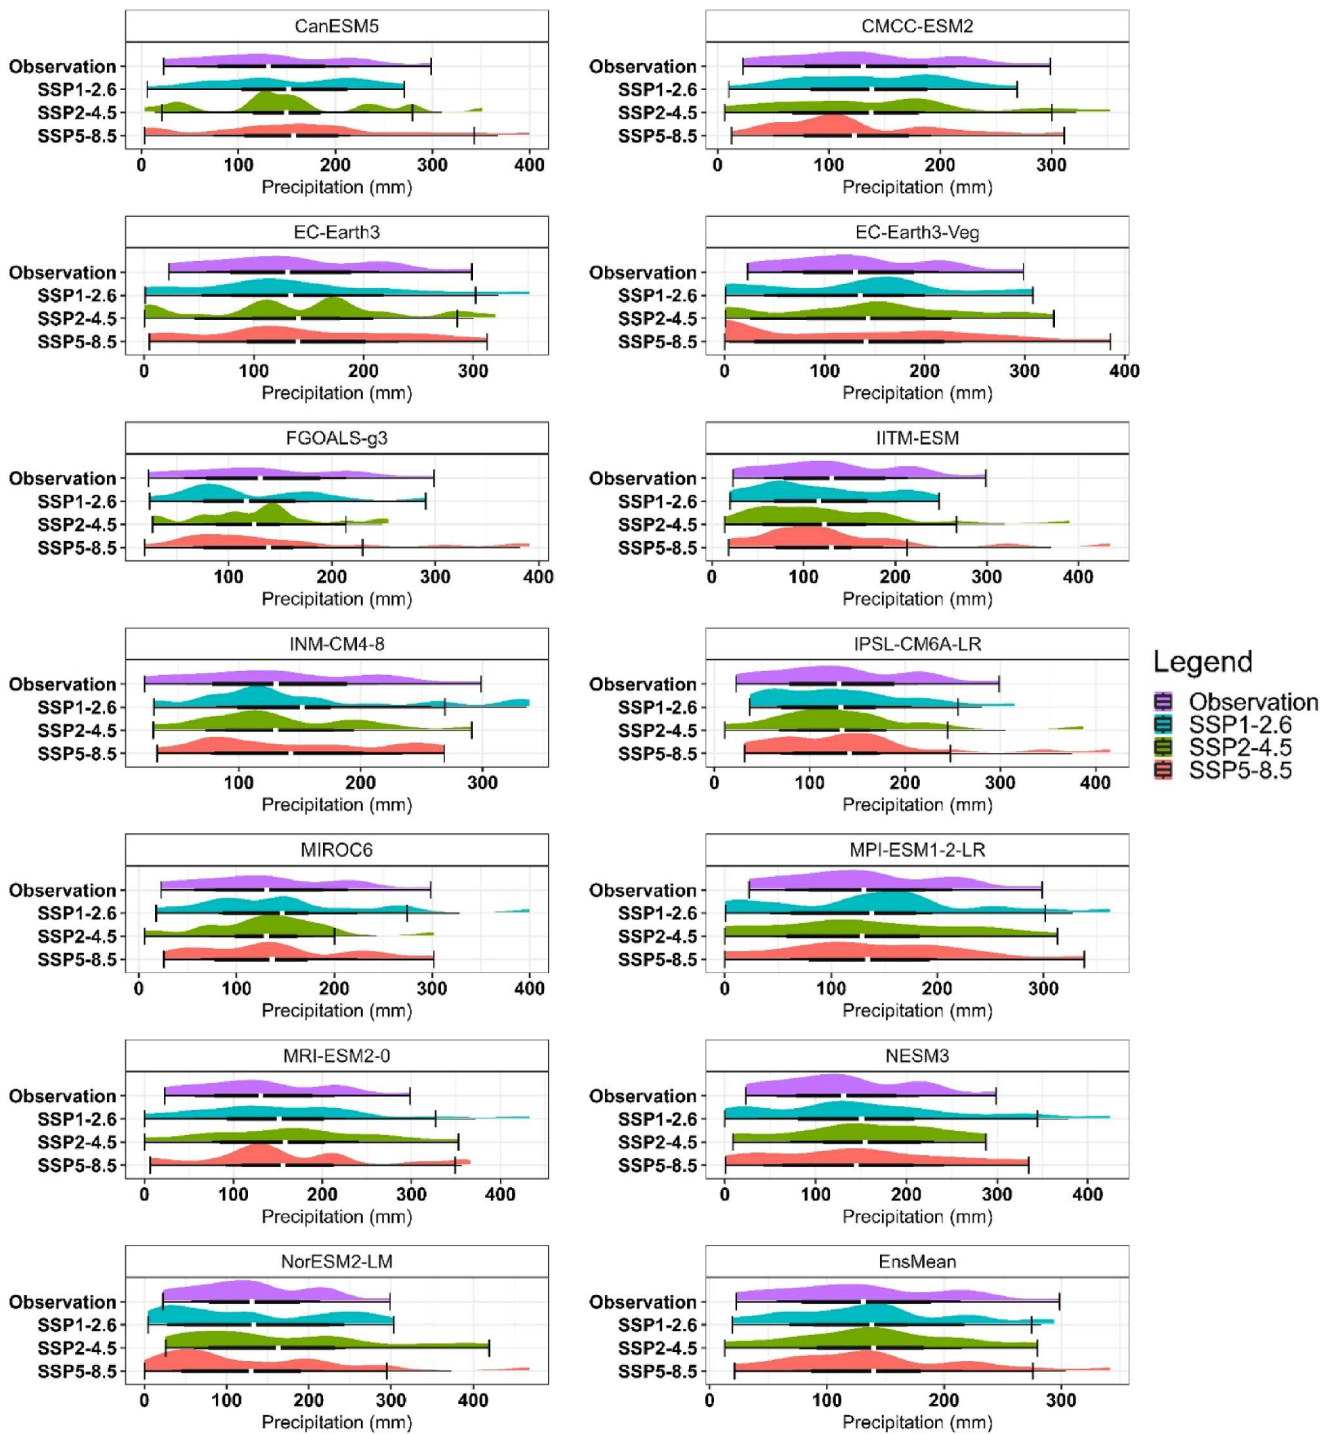 CanESM5
Observation
SSP1-2.6
SSP2-4.5
SSP5-8.5
0 100 200 300 400
Precipitation (mm)
CMCC-ESM2
Observation
SSP1-2.6
SSP2-4.5
SSP5-8.5
0 100 200 300
Precipitation (mm)
EC-Earth3
Observation
SSP1-2.6
SSP2-4.5
SSP5-8.5
0 100 200 300
Precipitation (mm)
EC-Earth3-Veg
Observation
SSP1-2.6
SSP2-4.5
SSP5-8.5
0 100 200 300 400
Precipitation (mm)
FGOALS-g3
Observation
SSP1-2.6
SSP2-4.5
SSP5-8.5
100 200 300 400
Precipitation (mm)
IITM-ESM
Observation
SSP1-2.6
SSP2-4.5
SSP5-8.5
0 100 200 300 400
Precipitation (mm)
INM-CM4-8
Observation
SSP1-2.6
SSP2-4.5
SSP5-8.5
100 200 300
Precipitation (mm)
IPSL-CM6A-LR
Observation
SSP1-2.6
SSP2-4.5
SSP5-8.5
0 100 200 300 400
Precipitation (mm)
Legend
Observation
SSP1-2.6
SSP2-4.5
SSP5-8.5
MIROC6
Observation
SSP1-2.6
SSP2-4.5
SSP5-8.5
0 100 200 300 400
Precipitation (mm)
MPI-ESM1-2-LR
Observation
SSP1-2.6
SSP2-4.5
SSP5-8.5
0 100 200 300
Precipitation (mm)
MRI-ESM2-0
Observation
SSP1-2.6
SSP2-4.5
SSP5-8.5
0 100 200 300 400
Precipitation (mm)
NESM3
Observation
SSP1-2.6
SSP2-4.5
SSP5-8.5
0 100 200 300 400
Precipitation (mm)
NorESM2-LM
Observation
SSP1-2.6
SSP2-4.5
SSP5-8.5
0 100 200 300 400
Precipitation (mm)
EnsMean
Observation
SSP1-2.6
SSP2-4.5
SSP5-8.5
0 100 200 300
Precipitation (mm)